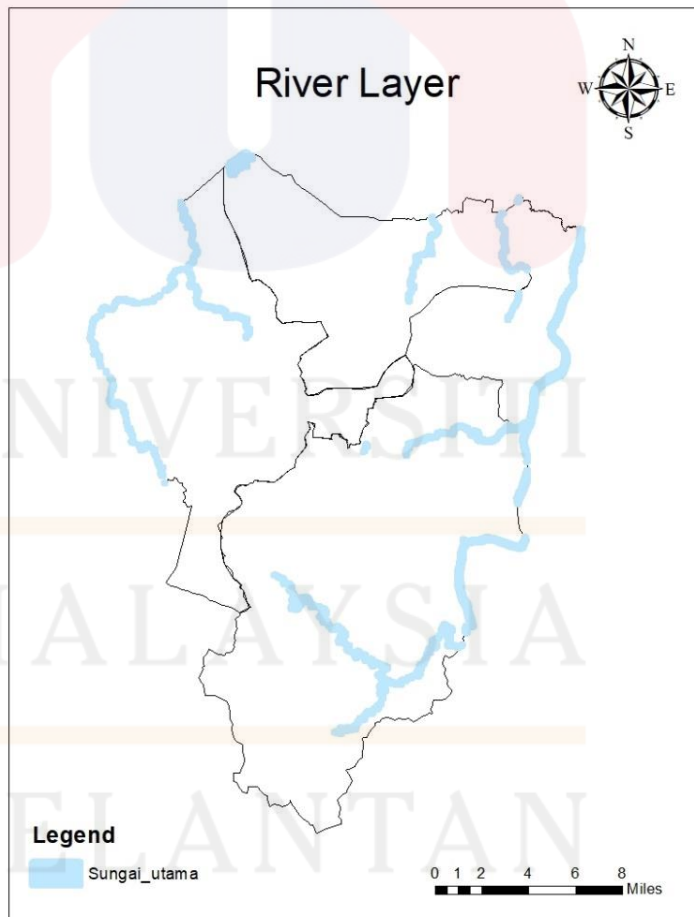 River Layer
N
W E
S
UNIVERSITI
MALAYSIA
KELANTAN
Legend
Sungai_utama
0 1 2 4 6 8
Miles